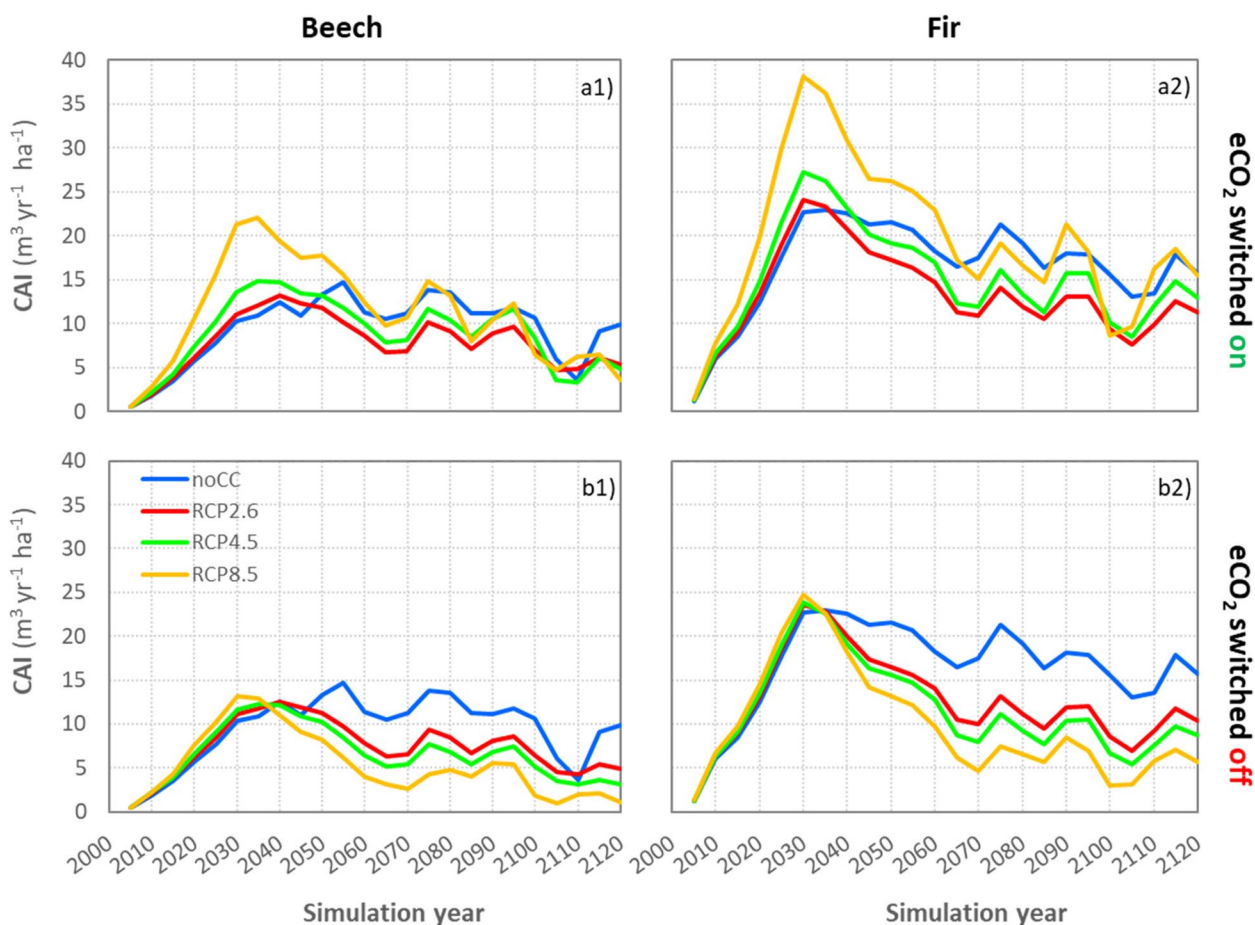 Beech
Fir
40
35
30
25
20
15
10
5
0
CAI (m³ yr⁻¹ ha⁻¹)
a1)
a2)
eCO₂ switched on
40
35
30
25
20
15
10
5
0
CAI (m³ yr⁻¹ ha⁻¹)
noCC
RCP2.6
RCP4.5
RCP8.5
b1)
b2)
eCO₂ switched off
2000 2010 2020 2030 2040 2050 2060 2070 2080 2090 2100 2110 2120
2000 2010 2020 2030 2040 2050 2060 2070 2080 2090 2100 2110 2120
Simulation year
Simulation year